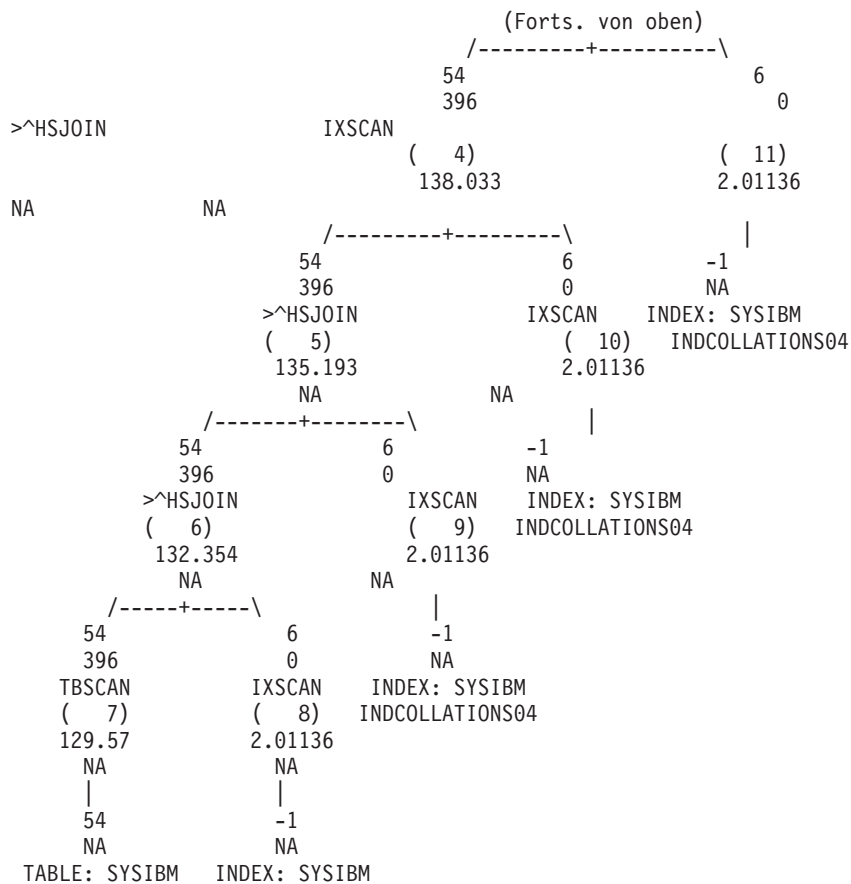 (Forts. von oben)
/---------+----------\
54 6
396 0
>^HSJOIN IXSCAN
( 4) ( 11)
138.033 2.01136
NA NA
/---------+---------\ |
54 6 -1
396 0 NA
>^HSJOIN IXSCAN INDEX: SYSIBM
( 5) ( 10) INDCOLLATIONS04
135.193 2.01136
NA NA
/-------+--------\ |
54 6 -1
396 0 NA
>^HSJOIN IXSCAN INDEX: SYSIBM
( 6) ( 9) INDCOLLATIONS04
132.354 2.01136
NA NA
/-----+-----\ |
54 6 -1
396 0 NA
TBSCAN IXSCAN INDEX: SYSIBM
( 7) ( 8) INDCOLLATIONS04
129.57 2.01136
NA NA
| |
54 -1
NA NA
TABLE: SYSIBM INDEX: SYSIBM